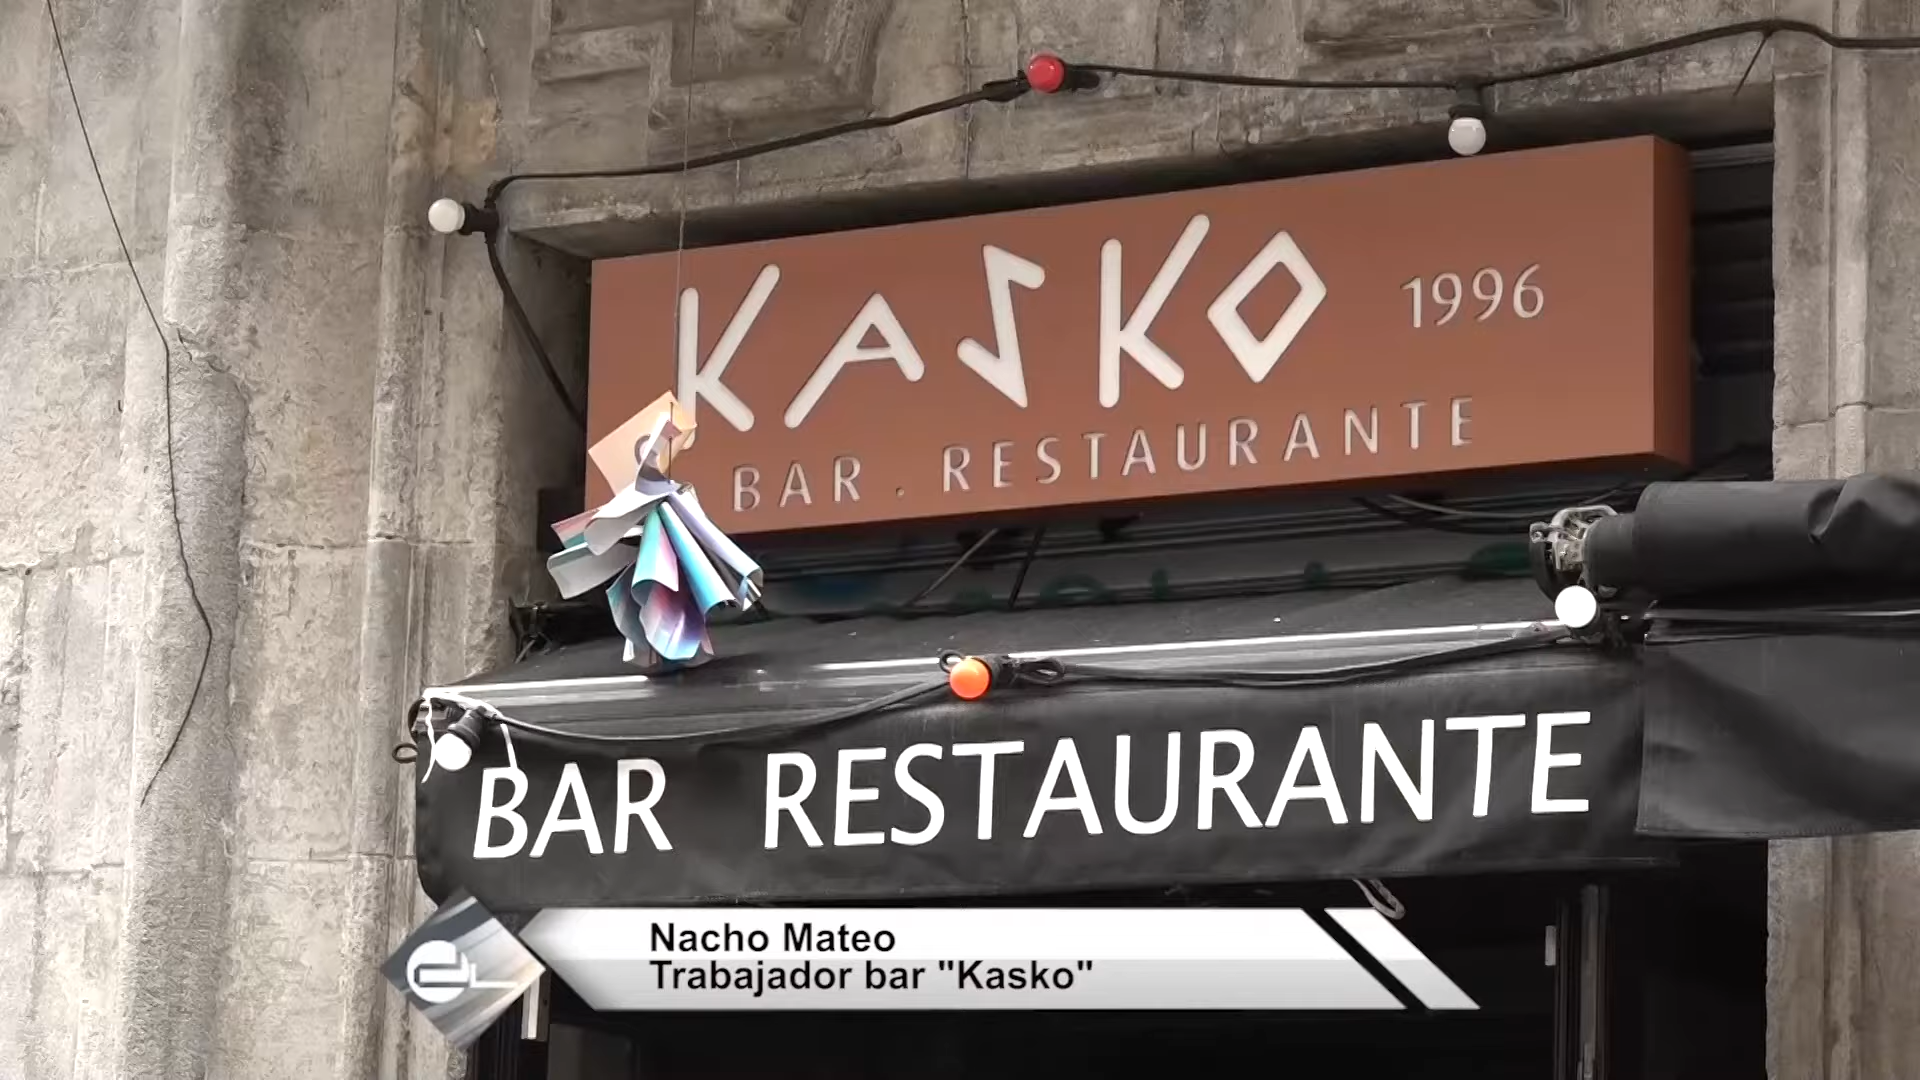 KASKO 1996
BAR . RESTAURANTE
BAR RESTAURANTE
Nacho Mateo
Trabajador bar "Kasko"